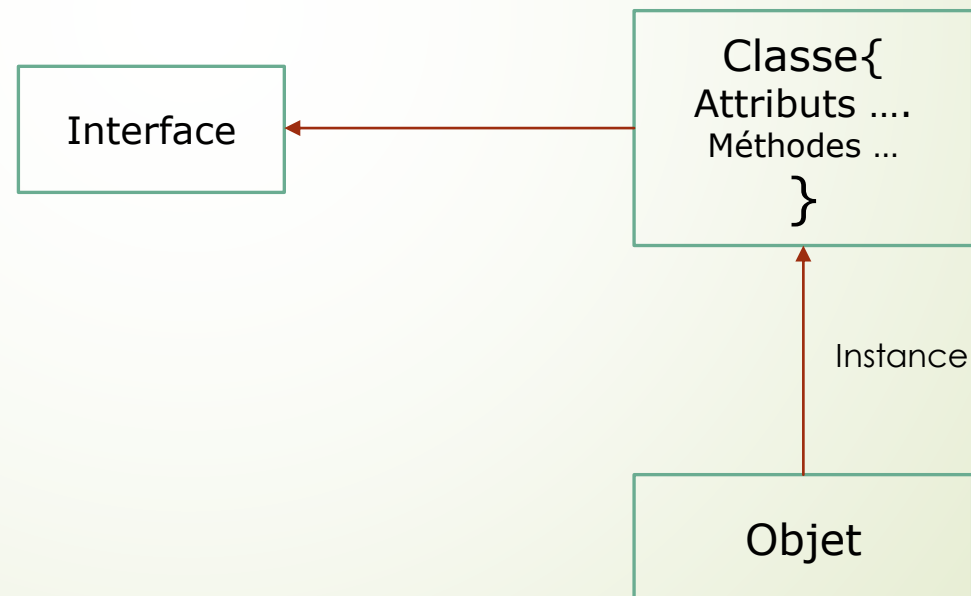 Interface
Classe{
Attributs ….
Méthodes …
}
Instance
Objet